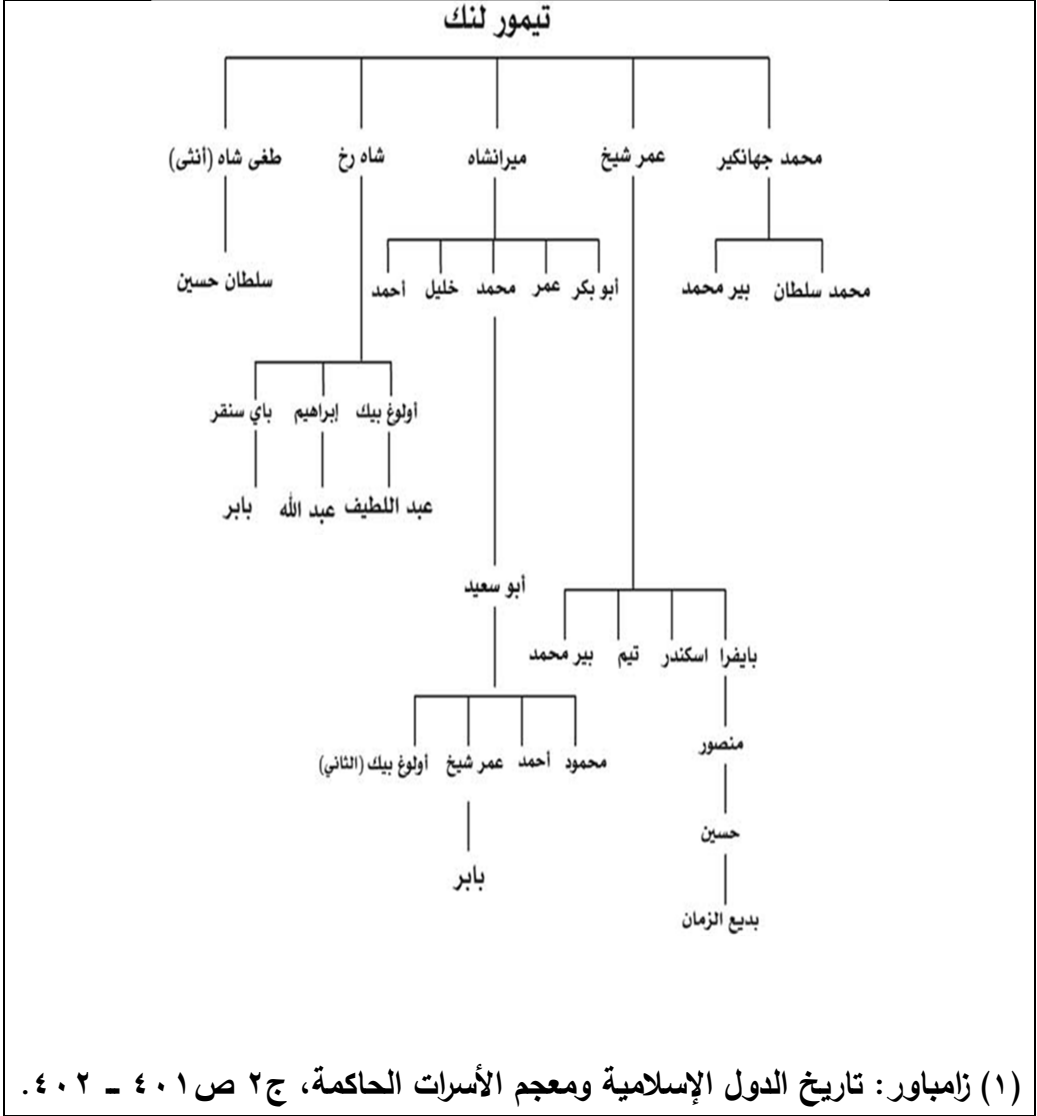 تيمور لنك
محمد جهانكير عمر شيخ ميرانشاه شاه رخ طغى شاه (أنثى)
محمد سلطان بير محمد أبو بكر عمر محمد خليل أحمد سلطان حسين
أولوغ بيك إبراهيم باي سنقر
عبد اللطيف عبد الله بابر
أبو سعيد
بايفرا اسكندر تيم بير محمد
منصور
محمود أحمد عمر شيخ أولوغ بيك (الثاني)
حسين
بابر
بديع الزمان
(١) زامباور: تاريخ الدول الإسلامية ومعجم الأسرات الحاكمة، ج٢ ص٤٠١ - ٤٠٢.